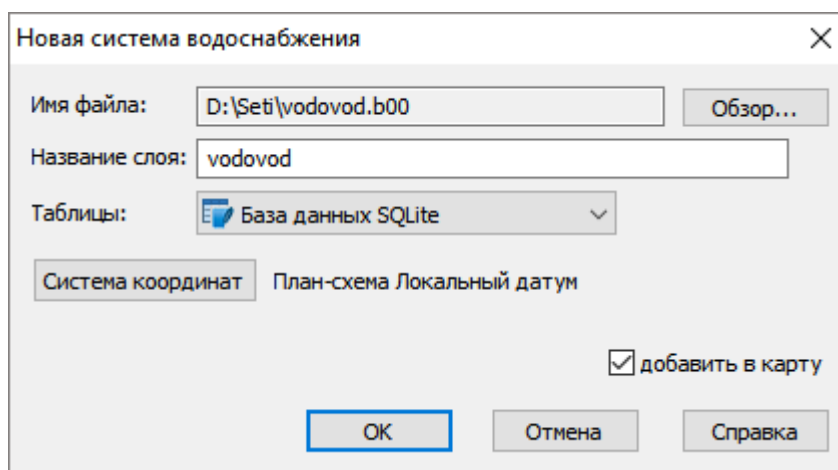 Новая система водоснабжения
Имя файла: D:\Seti\vodovod.b00 Обзор...
Название слоя: vodovod
Таблицы: База данных SQLite
Система координат План-схема Локальный датум
добавить в карту
OK Отмена Справка